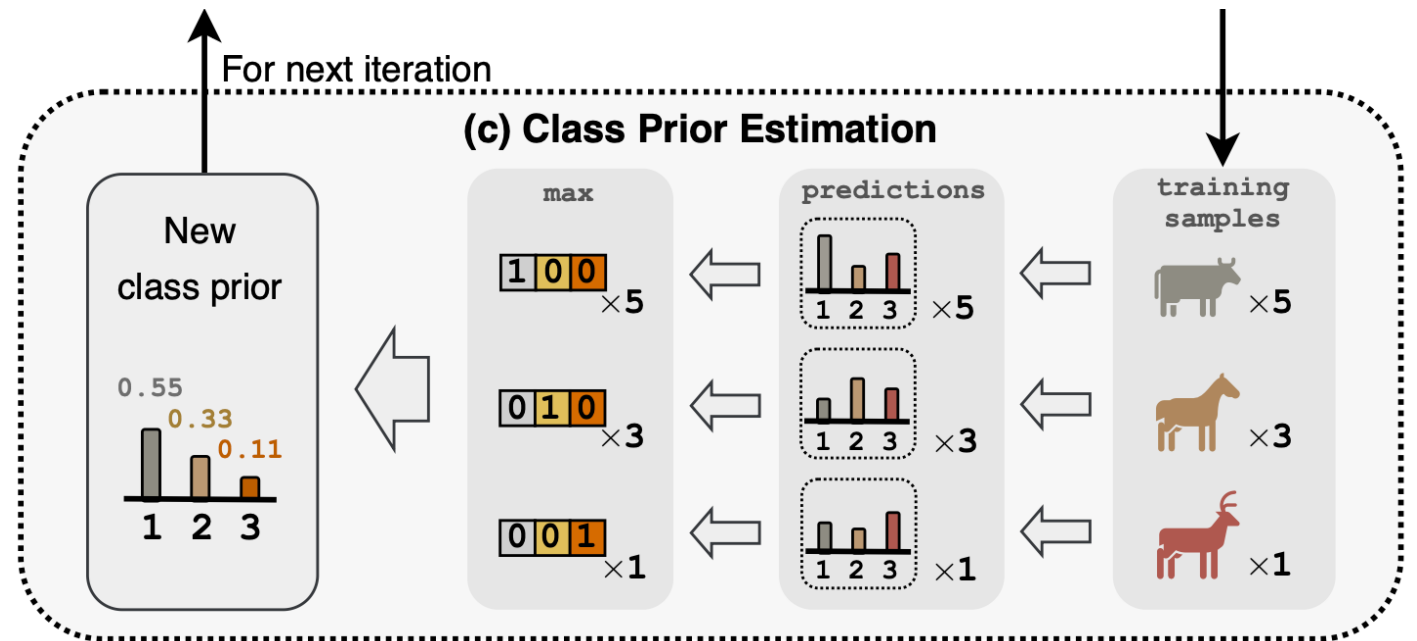 For next iteration
(c) Class Prior Estimation
New
class prior
0.55
0.33
0.11
1 2 3
max
1 0 0
×5
0 1 0
×3
0 0 1
×1
predictions
1 2 3
×5
1 2 3
×3
1 2 3
×1
training
samples
×5
×3
×1